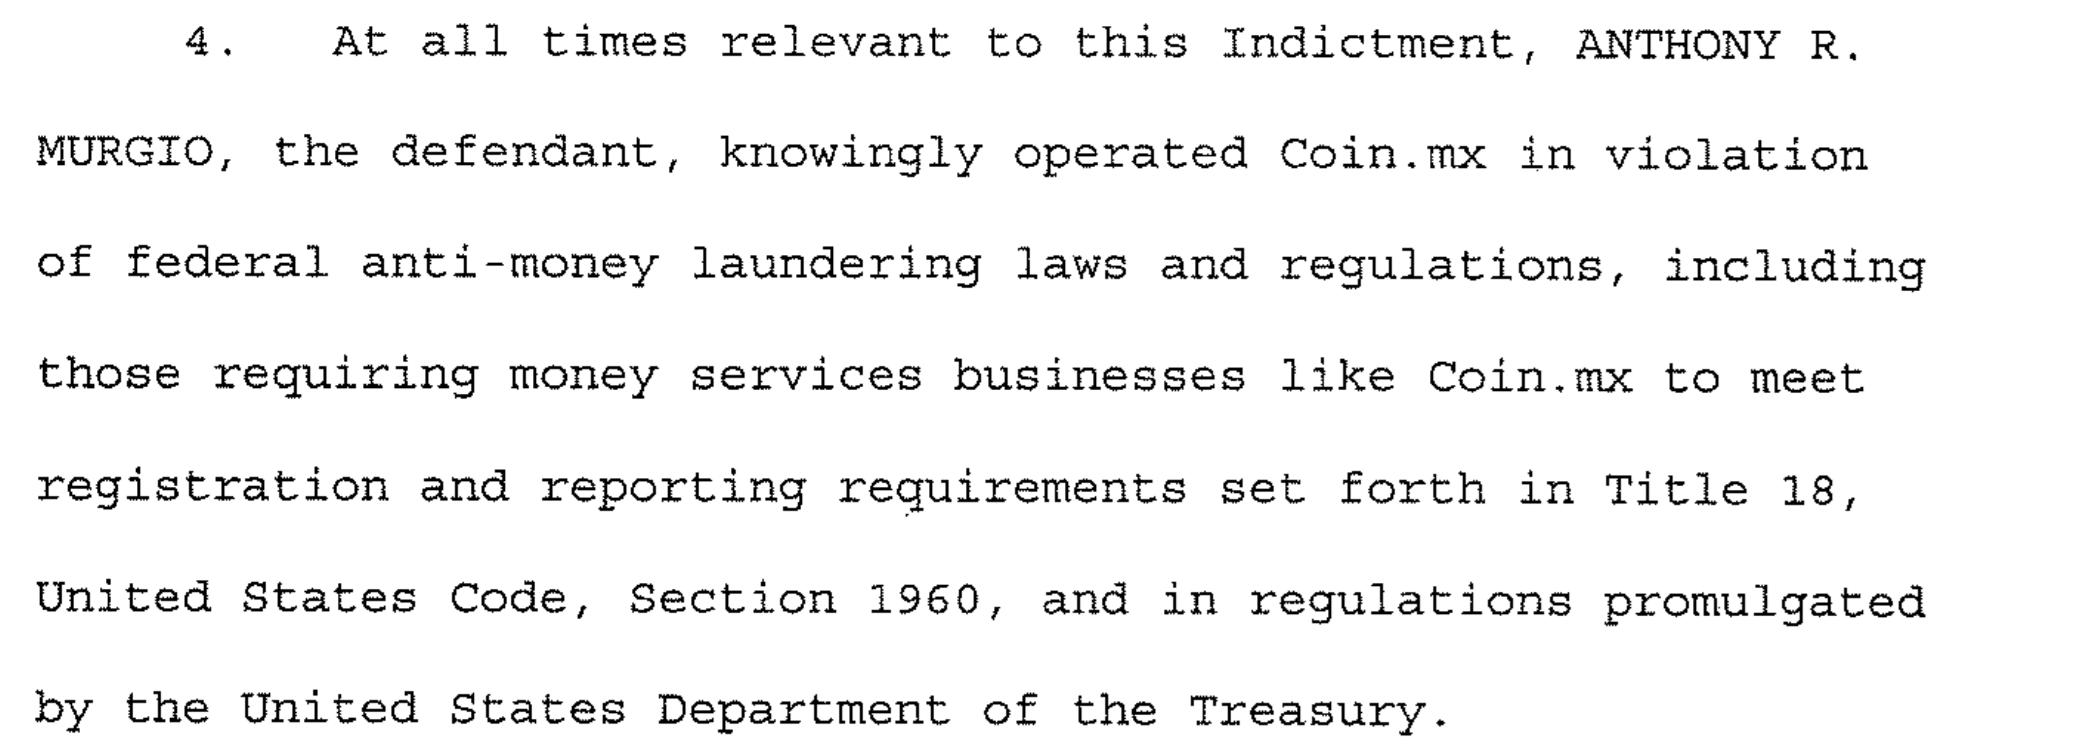 4. At all times relevant to this Indictment, ANTHONY R.
MURGIO, the defendant, knowingly operated Coin.mx in violation
of federal anti-money laundering laws and regulations, including
those requiring money services businesses like Coin.mx to meet
registration and reporting requirements set forth in Title 18,
United States Code, Section 1960, and in regulations promulgated
by the United States Department of the Treasury.